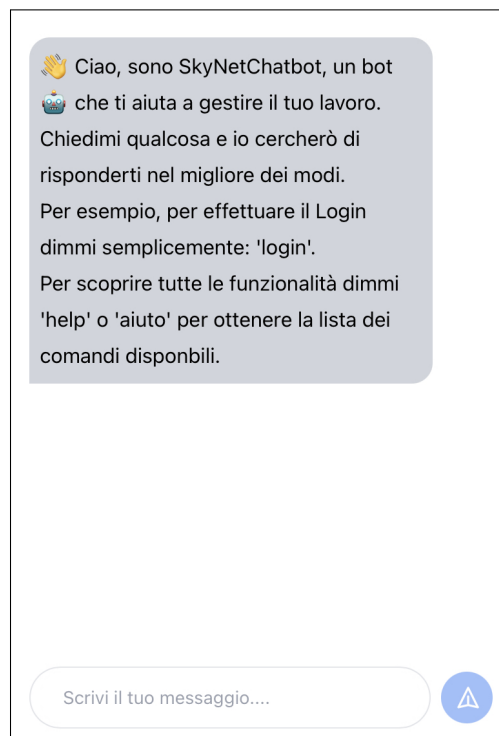 👋 Ciao, sono SkyNetChatbot, un bot
🤖 che ti aiuta a gestire il tuo lavoro.
Chiedimi qualcosa e io cercherò di
risponderti nel migliore dei modi.
Per esempio, per effettuare il Login
dimmi semplicemente: 'login'.
Per scoprire tutte le funzionalità dimmi
'help' o 'aiuto' per ottenere la lista dei
comandi disponbili.
Scrivi il tuo messaggio....